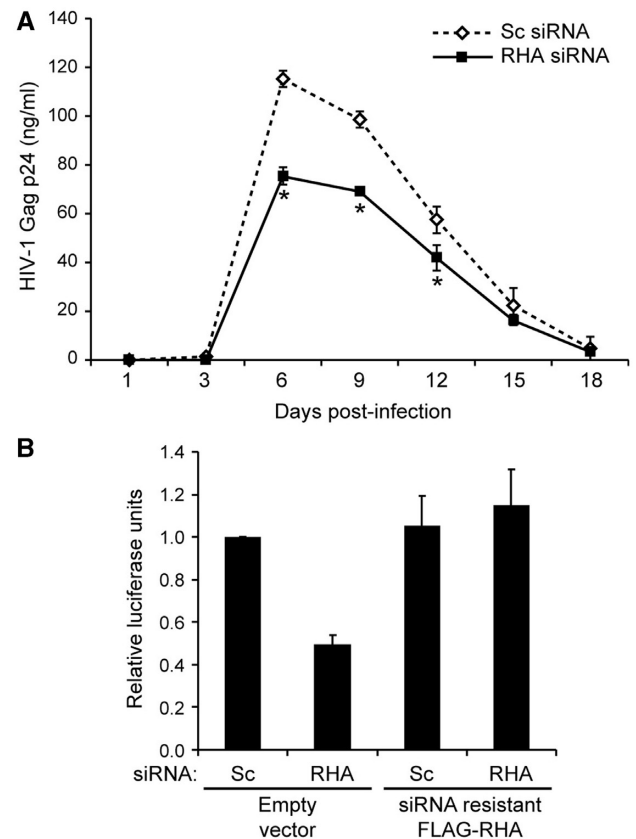 A
Sc siRNA
RHA siRNA
HIV-1 Gag p24 (ng/ml)
140
120
100
80
60
40
20
0
1 3 6 9 12 15 18
* * *
Days post-infection
B
Relative luciferase units
1.4
1.2
1.0
0.8
0.6
0.4
0.2
0.0
siRNA: Sc RHA Sc RHA
Empty vector
siRNA resistant FLAG-RHA